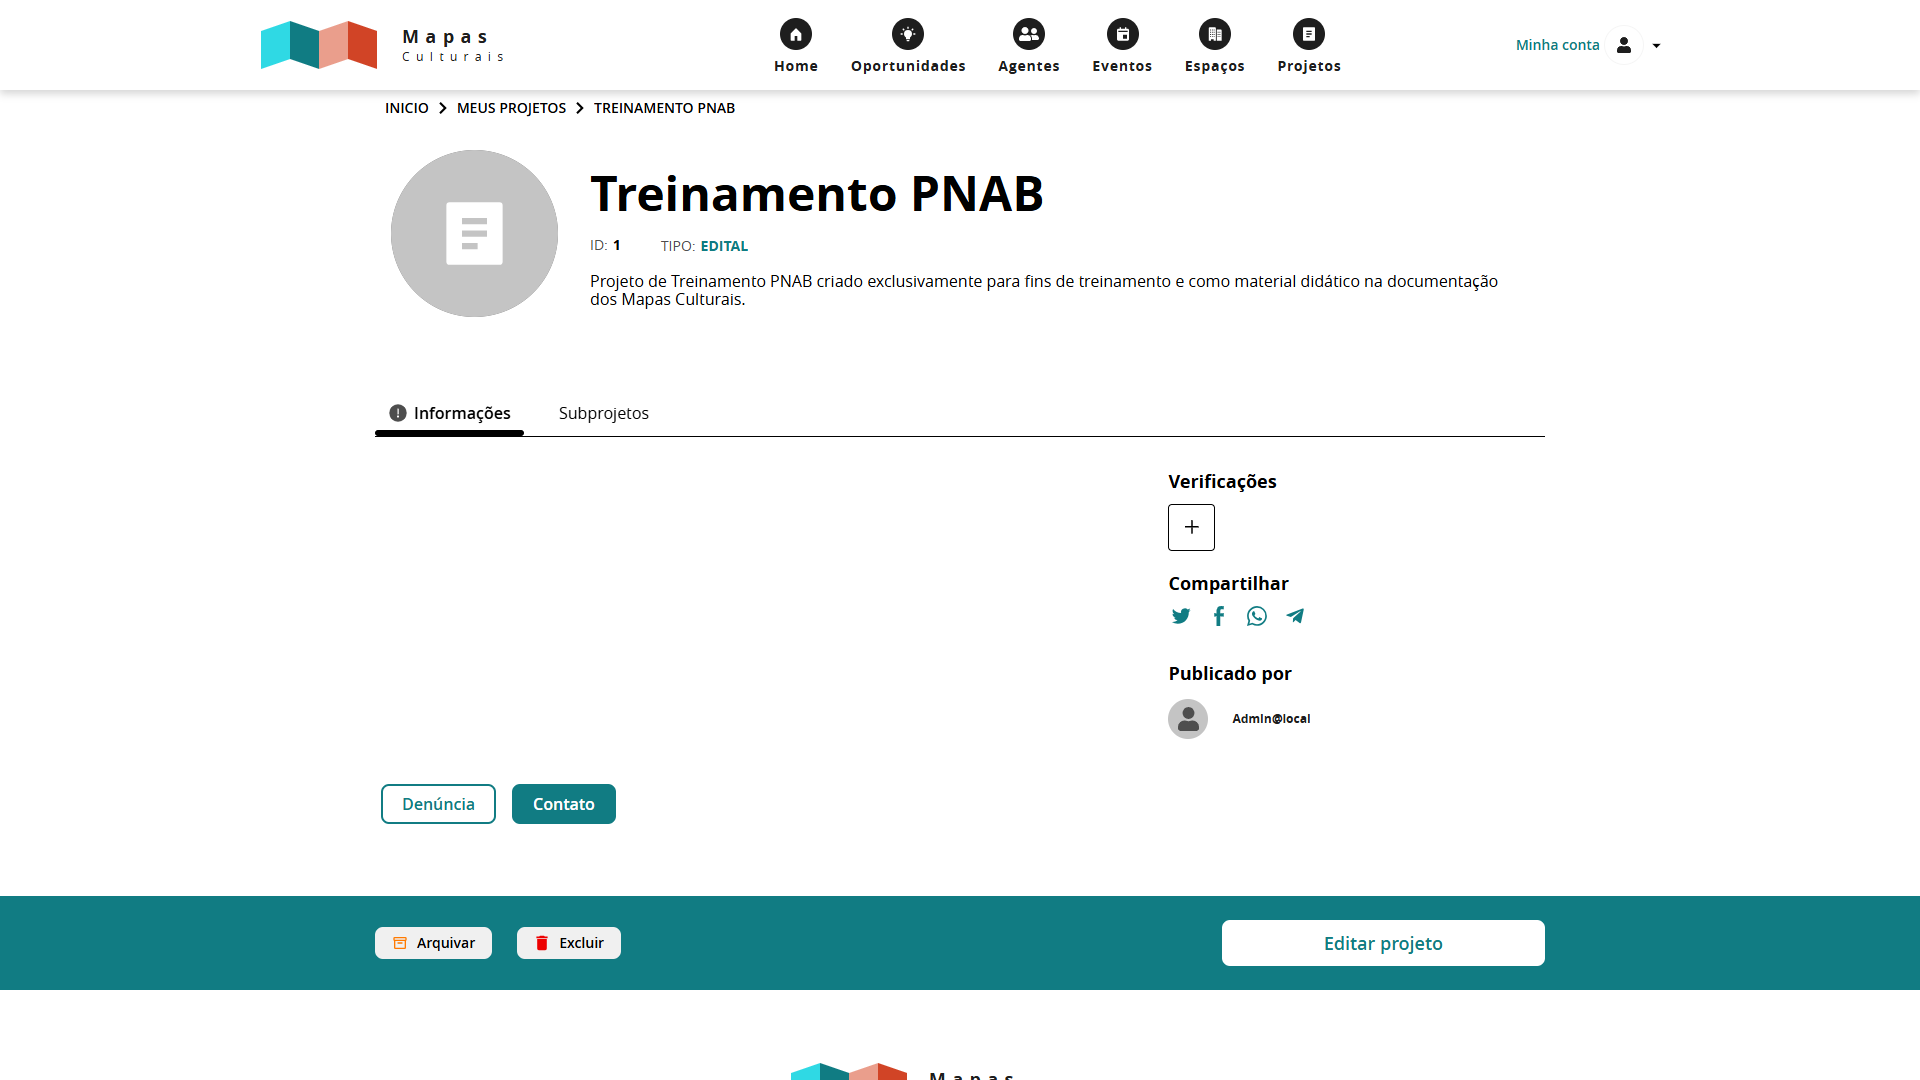 Mapas
Culturais
Home
Oportunidades
Agentes
Eventos
Espaços
Projetos
Minha conta
INICIO
MEUS PROJETOS
TREINAMENTO PNAB
Treinamento PNAB
ID: 1
TIPO: EDITAL
Projeto de Treinamento PNAB criado exclusivamente para fins de treinamento e como material didático na documentação
dos Mapas Culturais.
Informações
Subprojetos
Verificações
Compartilhar
Publicado por
Admin@local
Denúncia
Contato
Arquivar
Excluir
Editar projeto
Mapas